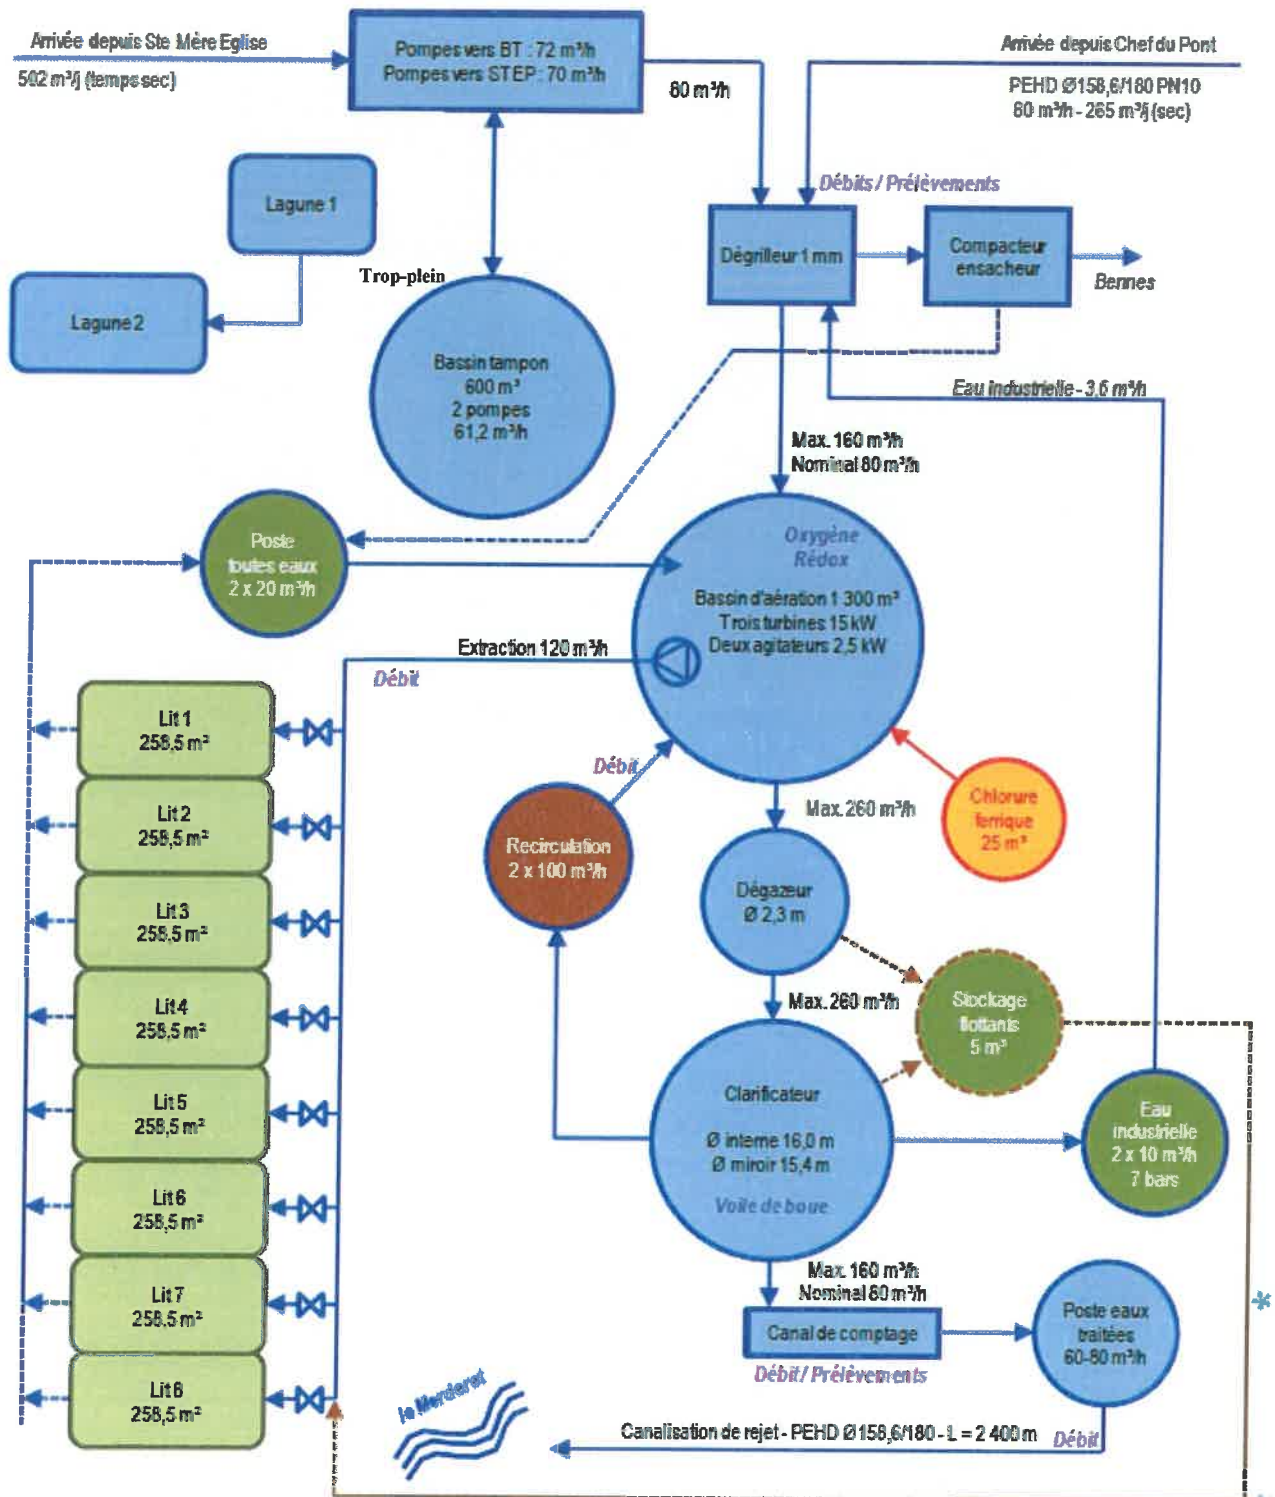 Arrivée depuis Ste Mère Eglise
502 m³/j (temps sec)
Pompes vers BT : 72 m³/h
Pompes vers STEP : 70 m³/h
80 m³/h
Arrivée depuis Chef du Pont
PEHD Ø158,6/180 PN10
80 m³/h - 265 m³/j (sec)
Lagune 1
Lagune 2
Trop-plein
Bassin tampon
600 m³
2 pompes
61,2 m³/h
Débits / Prélèvements
Dégrilleur 1 mm
Compacteur
ensacheur
Bennes
Eau industrielle - 3,6 m³/h
Max. 160 m³/h
Nominal 80 m³/h
Poste
toutes eaux
2 x 20 m³/h
Oxygène
Rédox
Bassin d'aération 1 300 m³
Trois turbines 15 kW
Deux agitateurs 2,5 kW
Extraction 120 m³/h
Débit
Lit 1
258,5 m²
Lit 2
258,5 m²
Lit 3
258,5 m²
Lit 4
258,5 m²
Lit 5
258,5 m²
Lit 6
258,5 m²
Lit 7
258,5 m²
Lit 8
258,5 m²
Débit
Recirculation
2 x 100 m³/h
Max. 260 m³/h
Chlorure
ferrique
25 m³
Dégazeur
Ø 2,3 m
Max. 260 m³/h
Stockage
flottants
5 m³
Clarificateur
Ø interne 16,0 m
Ø miroir 15,4 m
Voile de boue
Eau
industrielle
2 x 10 m³/h
7 bars
Max. 160 m³/h
Nominal 80 m³/h
Canal de comptage
Débit / Prélèvements
Poste eaux
traitées
60-80 m³/h
le Merderet
Canalisation de rejet - PEHD Ø158,6/180 - L = 2 400 m
Débit
*